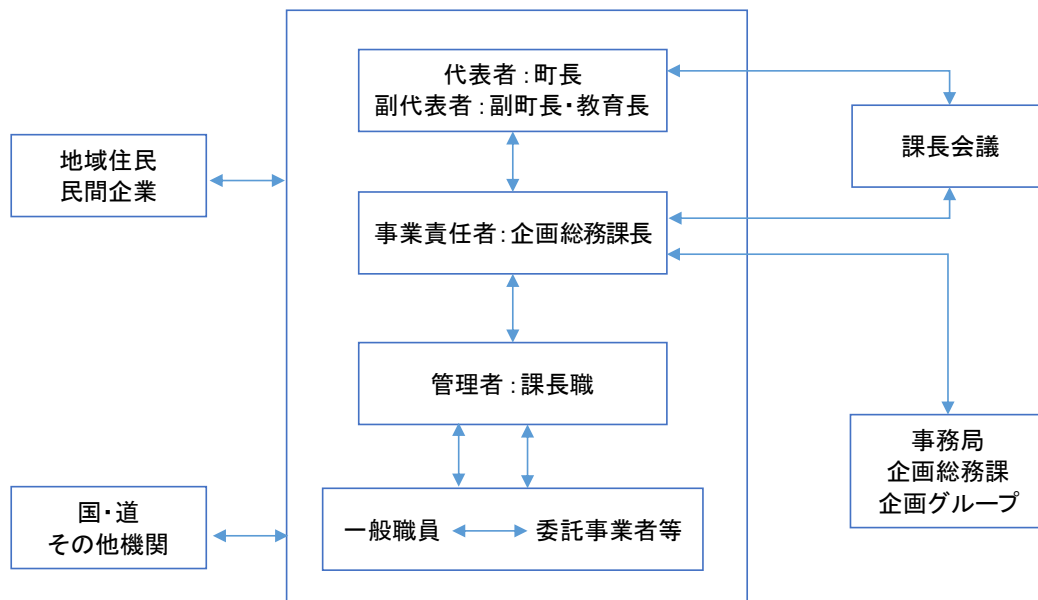 代表者：町長
副代表者：副町長・教育長
地域住民
民間企業
課長会議
事業責任者：企画総務課長
管理者：課長職
事務局
企画総務課
企画グループ
国・道
その他機関
一般職員
委託事業者等